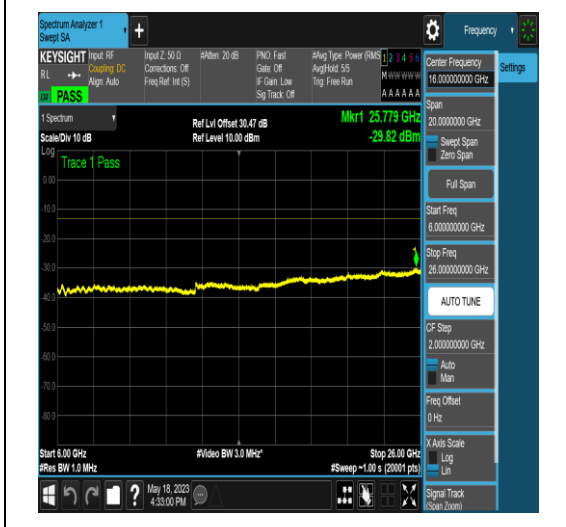 Spectrum Analyzer 1
Swept SA
+
Frequency
KEYSIGHT
RL
Input: RF
Coupling: DC
Align: Auto
Input Z: 50 Ω
Corrections: Off
Freq Ref: Int (S)
#Atten: 20 dB
PNO: Fast
Gate: Off
IF Gain: Low
Sig Track: Off
#Avg Type: Power (RMS
Avg|Hold: 5/5
Trig: Free Run
1 2 3 4 5 6
M W W W W W
A A A A A A
PASS
1 Spectrum
Scale/Div 10 dB
Ref Lvl Offset 30.47 dB
Ref Level 10.00 dBm
Mkr1 25.779 GHz
-29.82 dBm
Log
Trace 1 Pass
1
0.00
-10.0
-20.0
-30.0
-40.0
-50.0
-60.0
-70.0
-80.0
Start 6.00 GHz
#Res BW 1.0 MHz
#Video BW 3.0 MHz*
Stop 26.00 GHz
#Sweep ~1.00 s (20001 pts)
May 18, 2023
4:33:00 PM
?
Center Frequency
16.000000000 GHz
Settings
Span
20.0000000 GHz
Swept Span
Zero Span
Full Span
Start Freq
6.000000000 GHz
Stop Freq
26.000000000 GHz
AUTO TUNE
CF Step
2.000000000 GHz
Auto
Man
Freq Offset
0 Hz
X Axis Scale
Log
Lin
Signal Track
(Span Zoom)